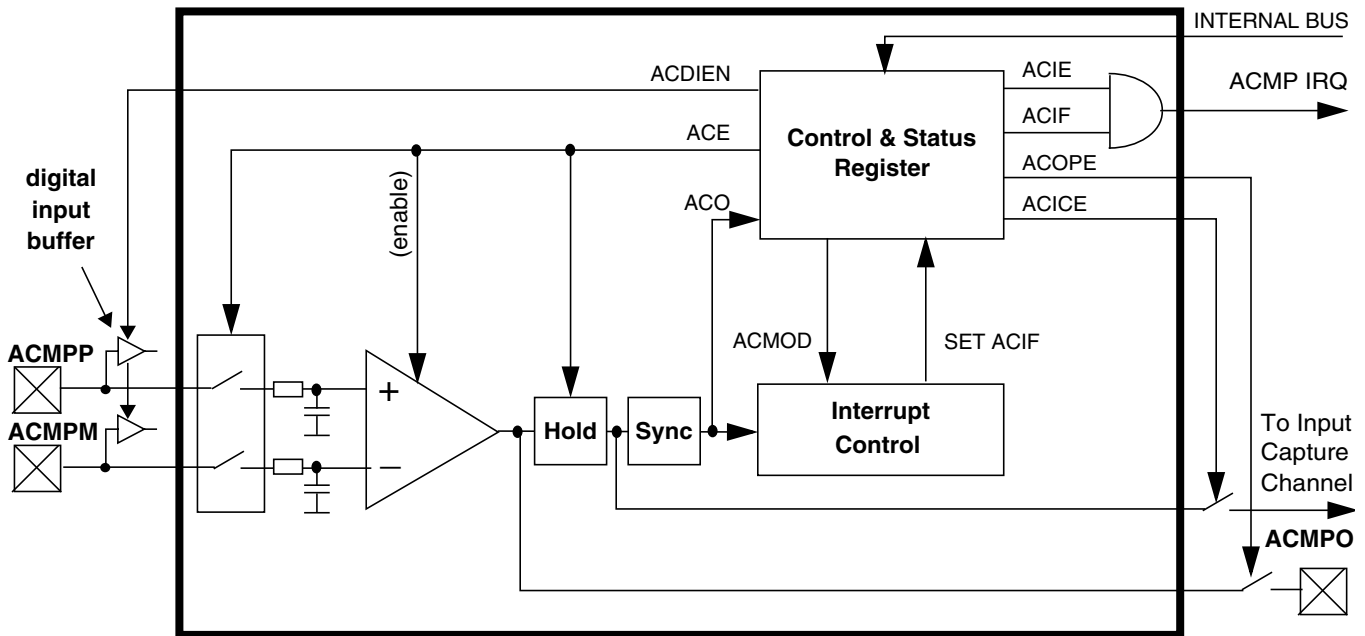 INTERNAL BUS
ACDIEN
ACIE
ACMP IRQ
ACIF
ACE
Control & Status
Register
ACOPE
ACICE
digital
input
buffer
(enable)
ACO
ACMOD
SET ACIF
ACMPP
ACMPM
+
−
Hold
Sync
Interrupt
Control
To Input
Capture
Channel
ACMPO